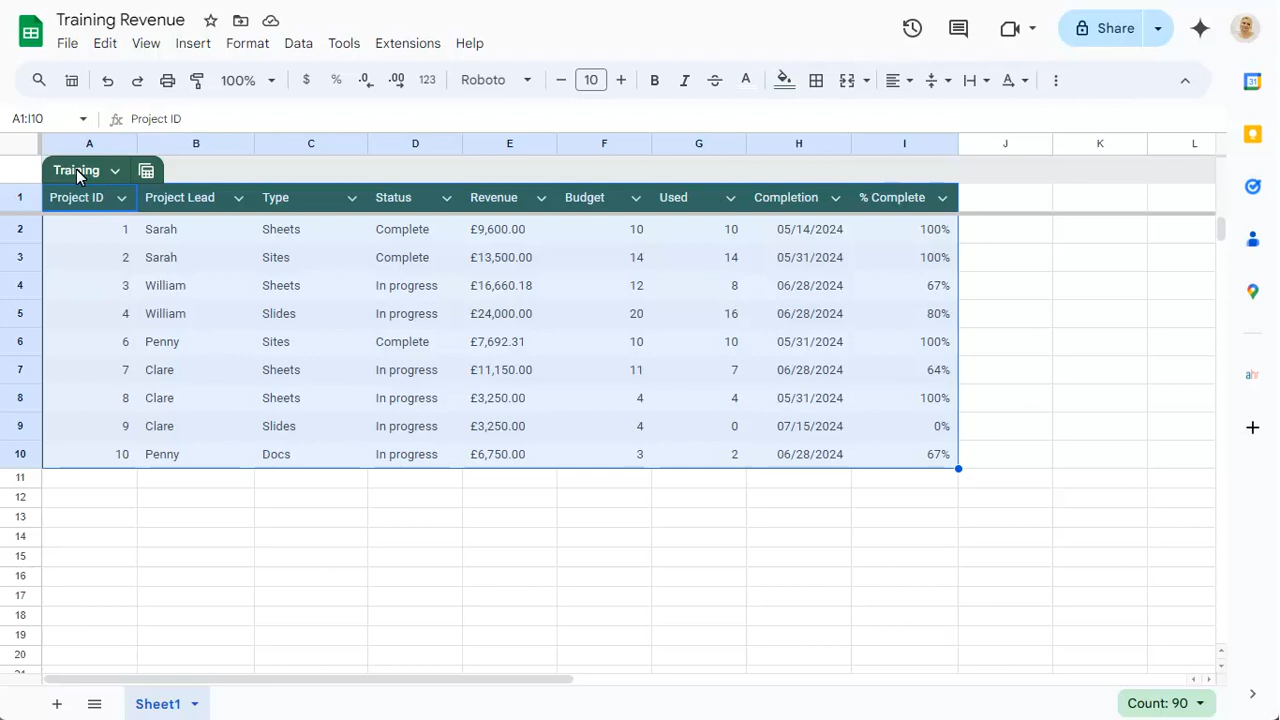 Training Revenue
File Edit View Insert Format Data Tools Extensions Help
Share
100% $ % .0 .00 123 Roboto 10 B I S A A
A1:I10 fx Project ID
A B C D E F G H I J K L
Training
1 Project ID Project Lead Type Status Revenue Budget Used Completion % Complete
2 1 Sarah Sheets Complete £9,600.00 10 10 05/14/2024 100%
3 2 Sarah Sites Complete £13,500.00 14 14 05/31/2024 100%
4 3 William Sheets In progress £16,660.18 12 8 06/28/2024 67%
5 4 William Slides In progress £24,000.00 20 16 06/28/2024 80%
6 6 Penny Sites Complete £7,692.31 10 10 05/31/2024 100%
7 7 Clare Sheets In progress £11,150.00 11 7 06/28/2024 64%
8 8 Clare Sheets In progress £3,250.00 4 4 05/31/2024 100%
9 9 Clare Slides In progress £3,250.00 4 0 07/15/2024 0%
10 10 Penny Docs In progress £6,750.00 3 2 06/28/2024 67%
11
12
13
14
15
16
17
18
19
20
Sheet1 Count: 90
31
ahr